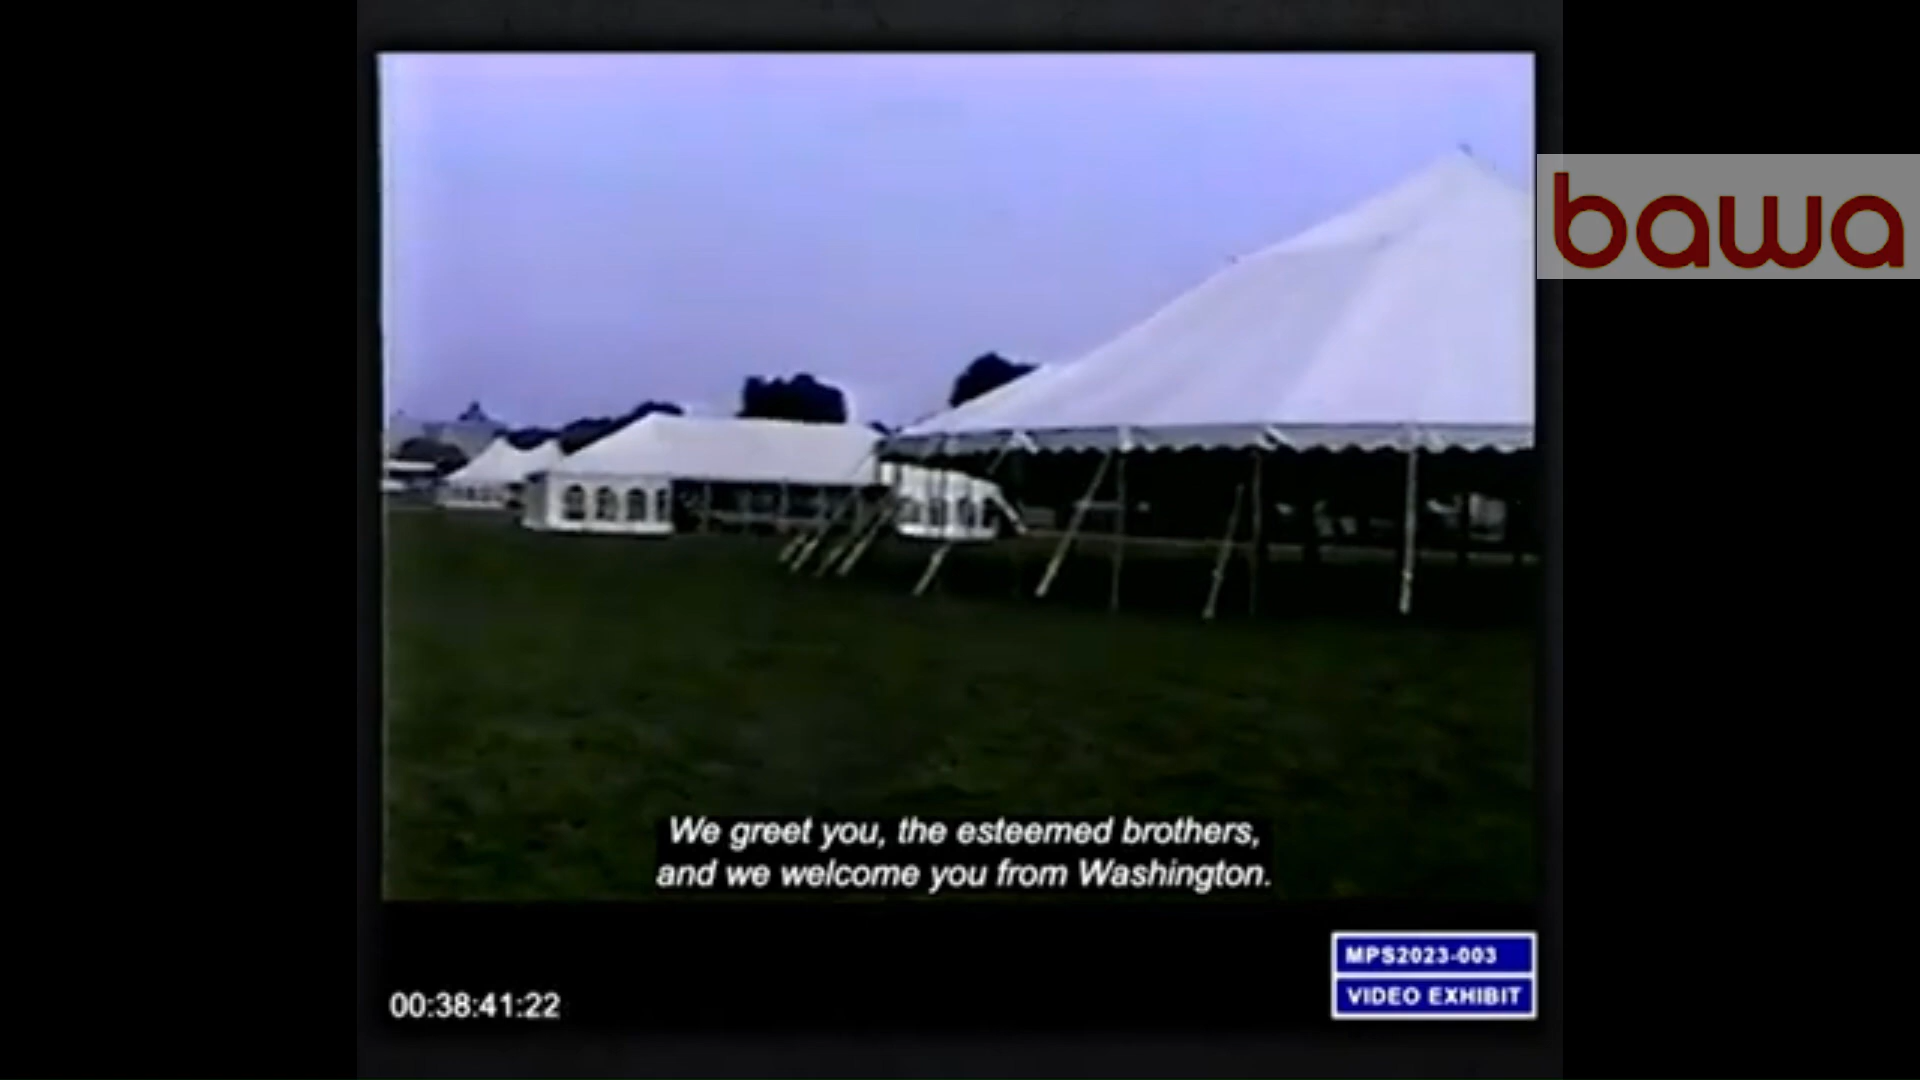 bawa
We greet you, the esteemed brothers,
and we welcome you from Washington.
MPS2023-003
VIDEO EXHIBIT
00:38:41:22